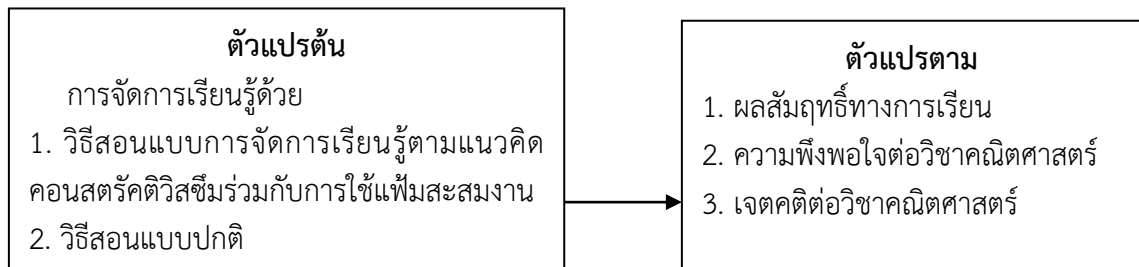 ตัวแปรต้น
การจัดการเรียนรู้ด้วย
1. วิธีสอนแบบการจัดการเรียนรู้ตามแนวคิด
คอนสตรัคติวิสซึมร่วมกับการใช้แฟ้มสะสมงาน
2. วิธีสอนแบบปกติ
ตัวแปรตาม
1. ผลสัมฤทธิ์ทางการเรียน
2. ความพึงพอใจต่อวิชาคณิตศาสตร์
3. เจตคติต่อวิชาคณิตศาสตร์